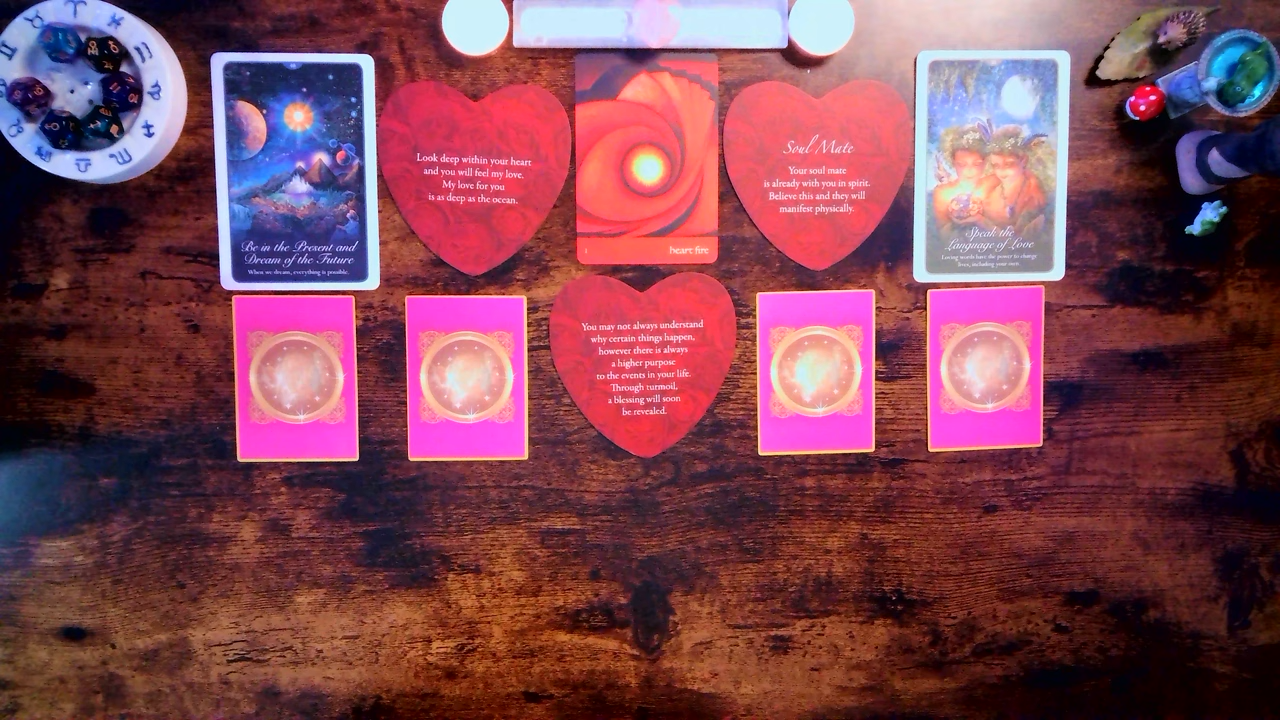 Be in the Present and
Dream of the Future
When we dream, everything is possible.
Look deep within your heart
and you will feel my love.
My love for you
is as deep as the ocean.
1
heart fire
Soul Mate
Your soul mate
is already with you in spirit.
Believe this and they will
manifest physically.
Speak the
Language of Love
Loving words have the power to change
lives, including your own.
You may not always understand
why certain things happen,
however there is always
a higher purpose
to the events in your life.
Through turmoil,
a blessing will soon
be revealed.